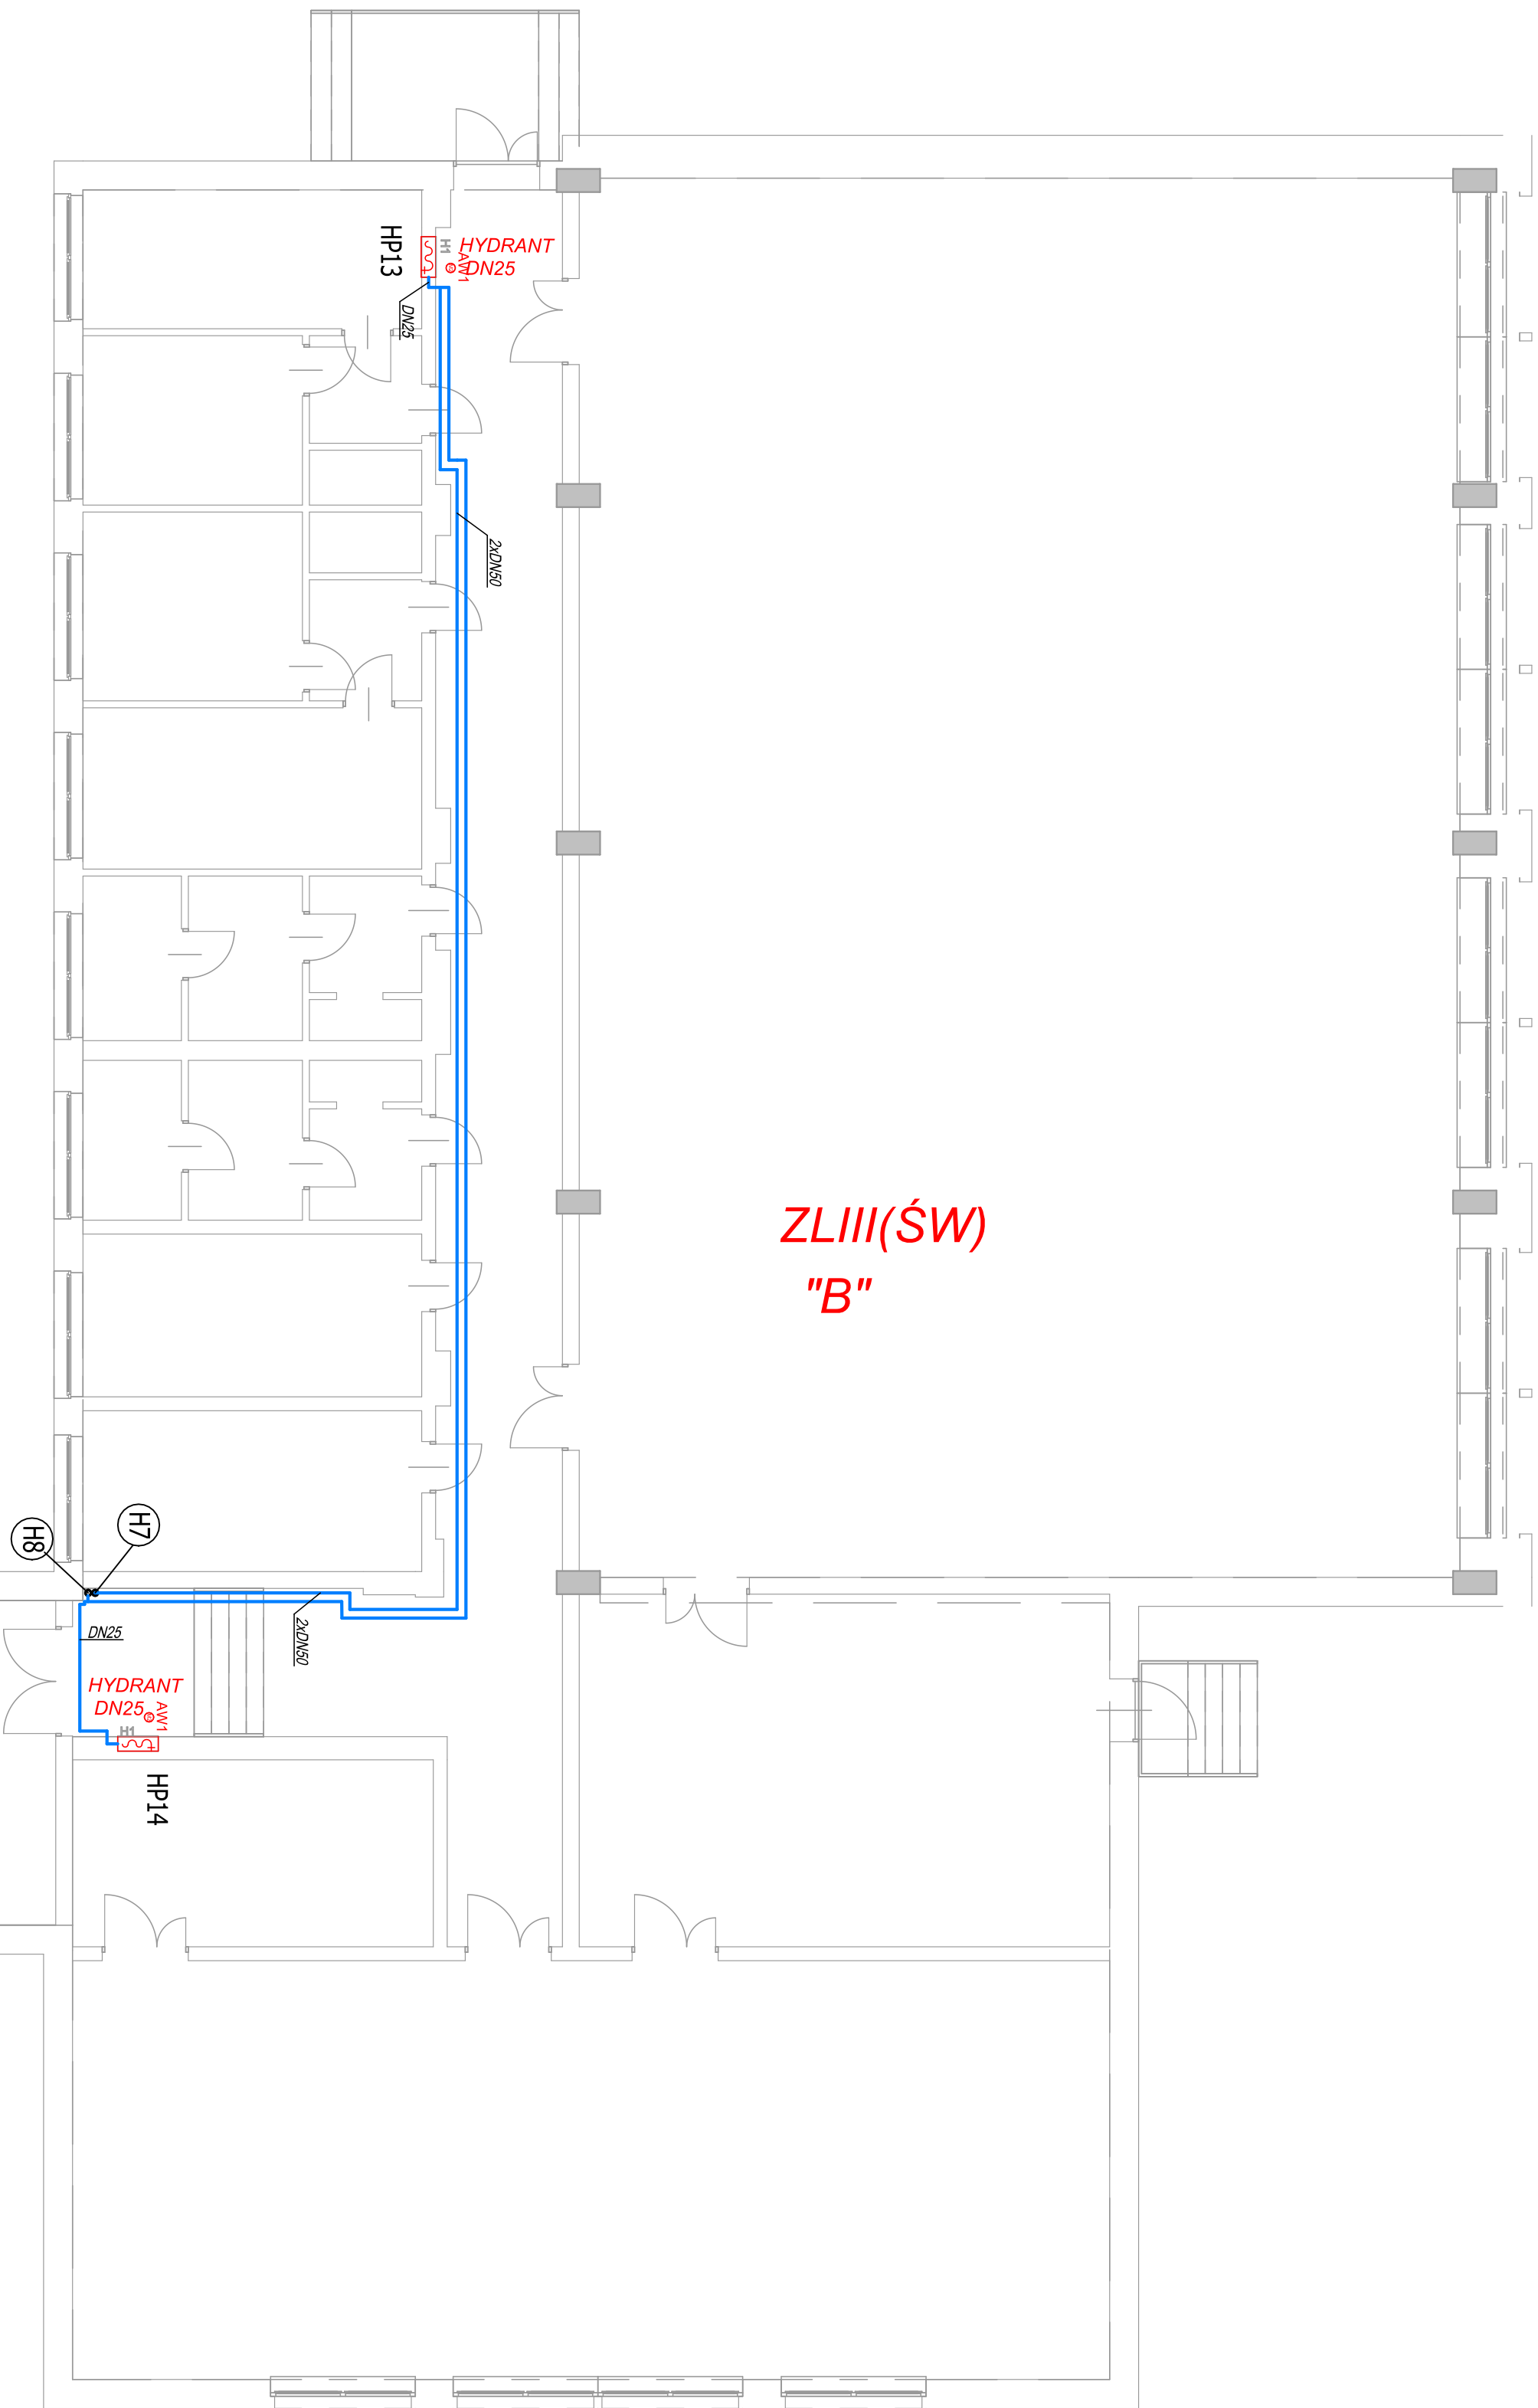 HYDRANT
DN25
H1
AW1
HP13
DN25
2xDN50
ZLIII(ŚW)
"B"
H7
H8
2xDN50
DN25
HYDRANT
DN25
AW1
H1
HP14